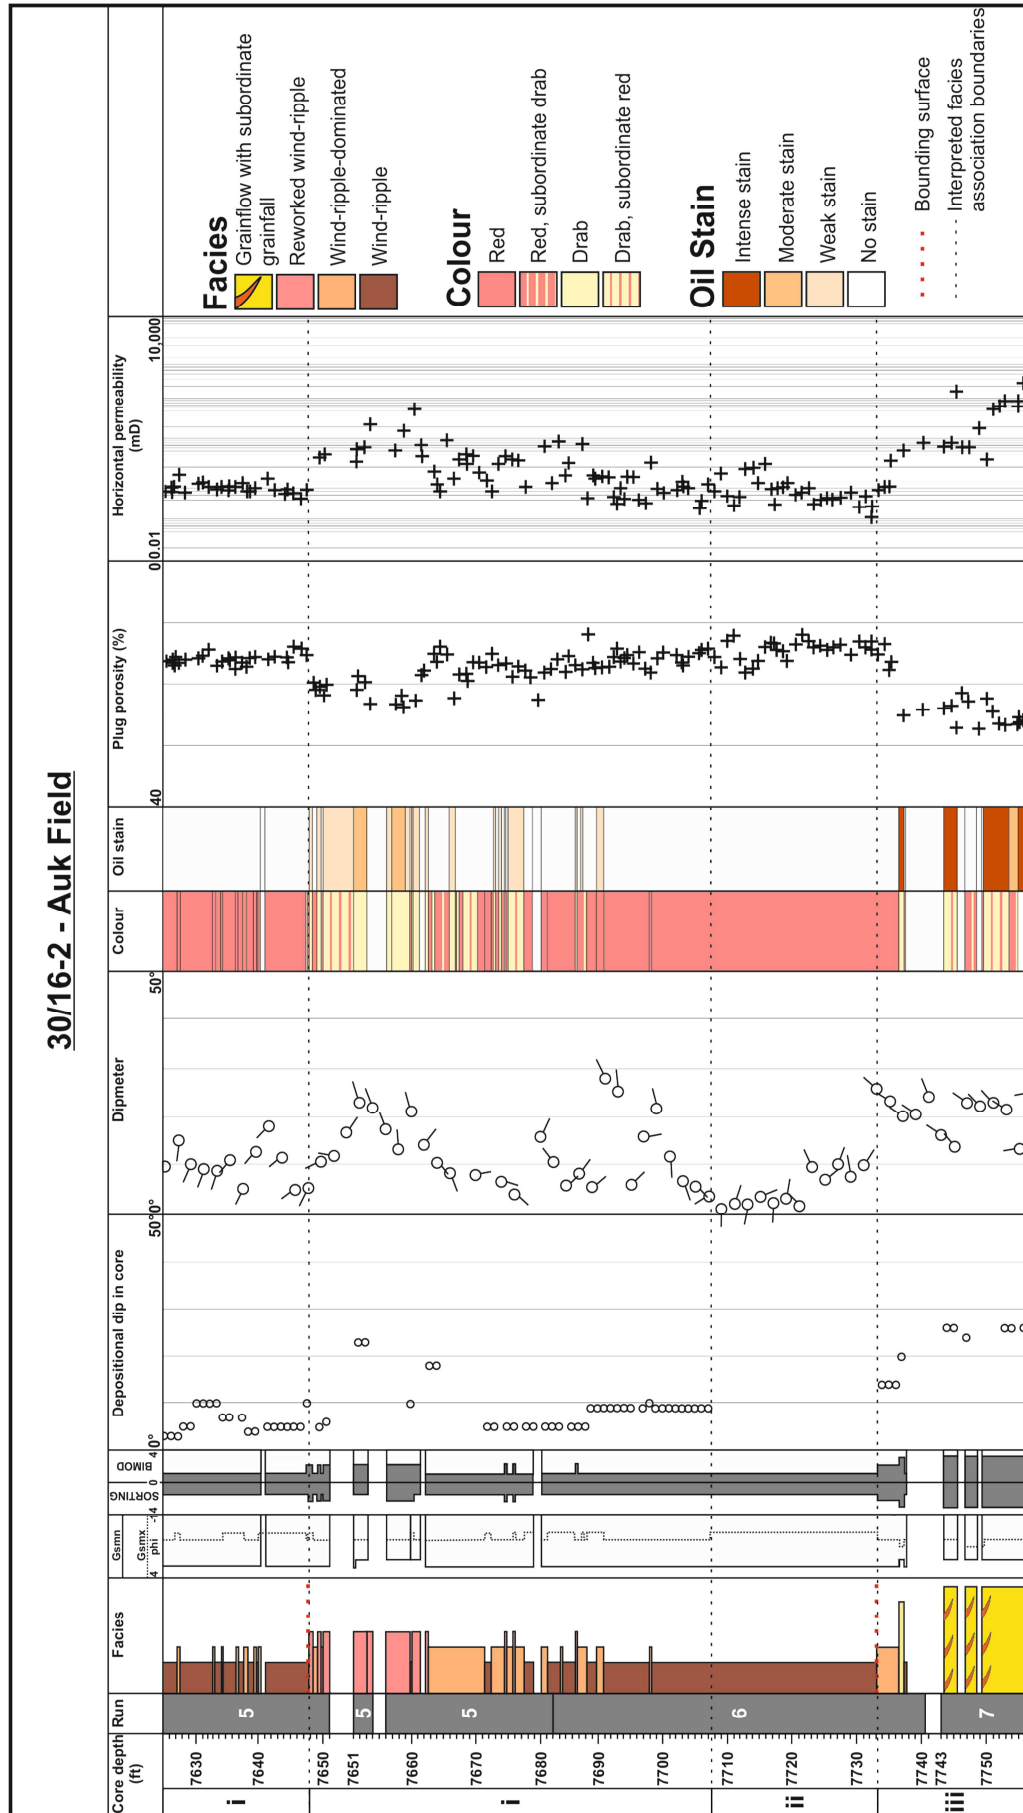 30/16-2 - Auk Field
Core depth
(ft)
Run
Facies
Gsmn
Gsmx
phi
4
-1
SORTING
BIMOD
4
0
4
Depositional dip in core
0°
50°
Dipmeter
0°
50°
Colour
Oil stain
Plug porosity (%)
40
0
Horizontal permeability
(mD)
0.01
10,000
i
i
ii
iii
7630
7640
7650
7651
7660
7670
7680
7690
7700
7710
7720
7730
7740
7743
7750
5
5
5
6
7
Facies
Grainflow with subordinate
grainfall
Reworked wind-ripple
Wind-ripple-dominated
Wind-ripple
Colour
Red
Red, subordinate drab
Drab
Drab, subordinate red
Oil Stain
Intense stain
Moderate stain
Weak stain
No stain
Bounding surface
Interpreted facies
association boundaries